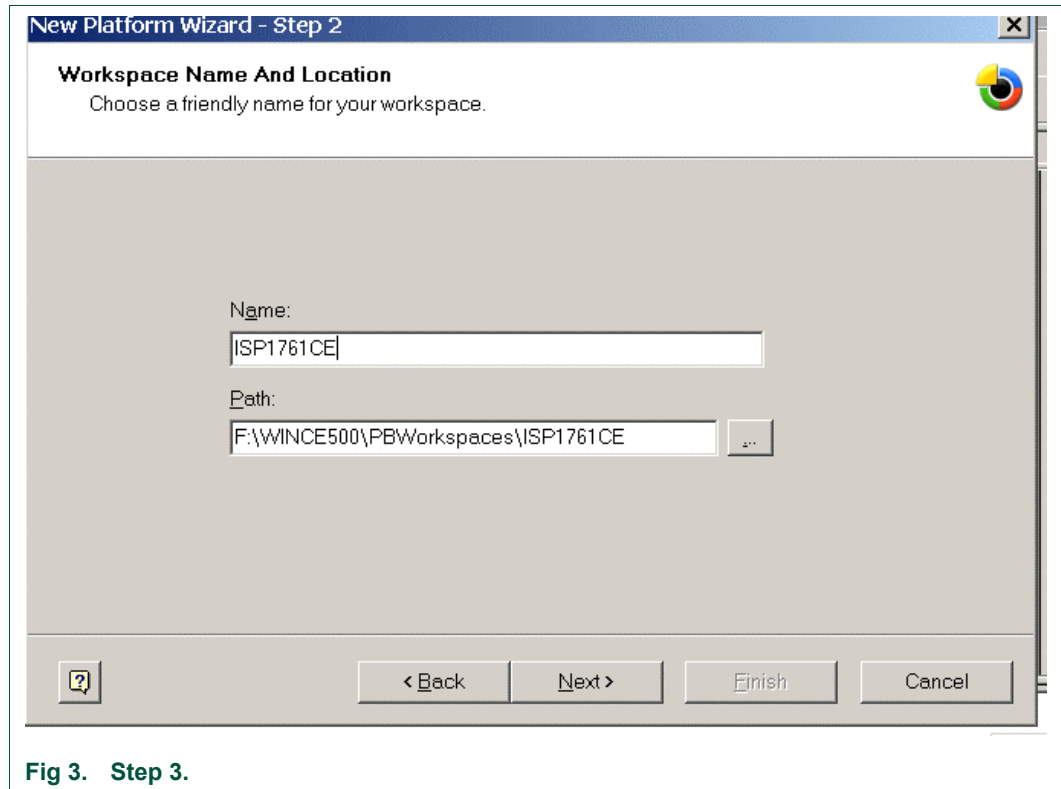 New Platform Wizard - Step 2
Workspace Name And Location
Choose a friendly name for your workspace.
Name:
ISP1761CE
Path:
F:\WINCE500\PBWorkspaces\ISP1761CE
...
< Back
Next >
Finish
Cancel
Fig 3. Step 3.